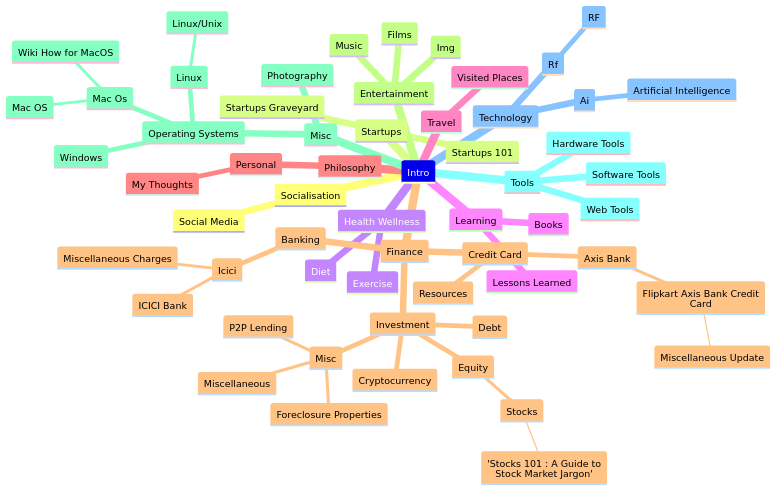 RF
Linux/Unix
Films
Music
Img
Wiki How for MacOS
Rf
Linux
Photography
Visited Places
Entertainment
Ai
Artificial Intelligence
Mac Os
Mac OS
Startups Graveyard
Technology
Travel
Operating Systems
Misc
Startups
Hardware Tools
Startups 101
Windows
Personal
Philosophy
Intro
Software Tools
My Thoughts
Tools
Socialisation
Web Tools
Social Media
Health Wellness
Learning
Books
Banking
Finance
Credit Card
Axis Bank
Miscellaneous Charges
Icici
Diet
Exercise
Lessons Learned
Resources
Flipkart Axis Bank Credit
Card
ICICI Bank
P2P Lending
Investment
Debt
Misc
Miscellaneous Update
Equity
Miscellaneous
Cryptocurrency
Foreclosure Properties
Stocks
'Stocks 101 : A Guide to
Stock Market Jargon'